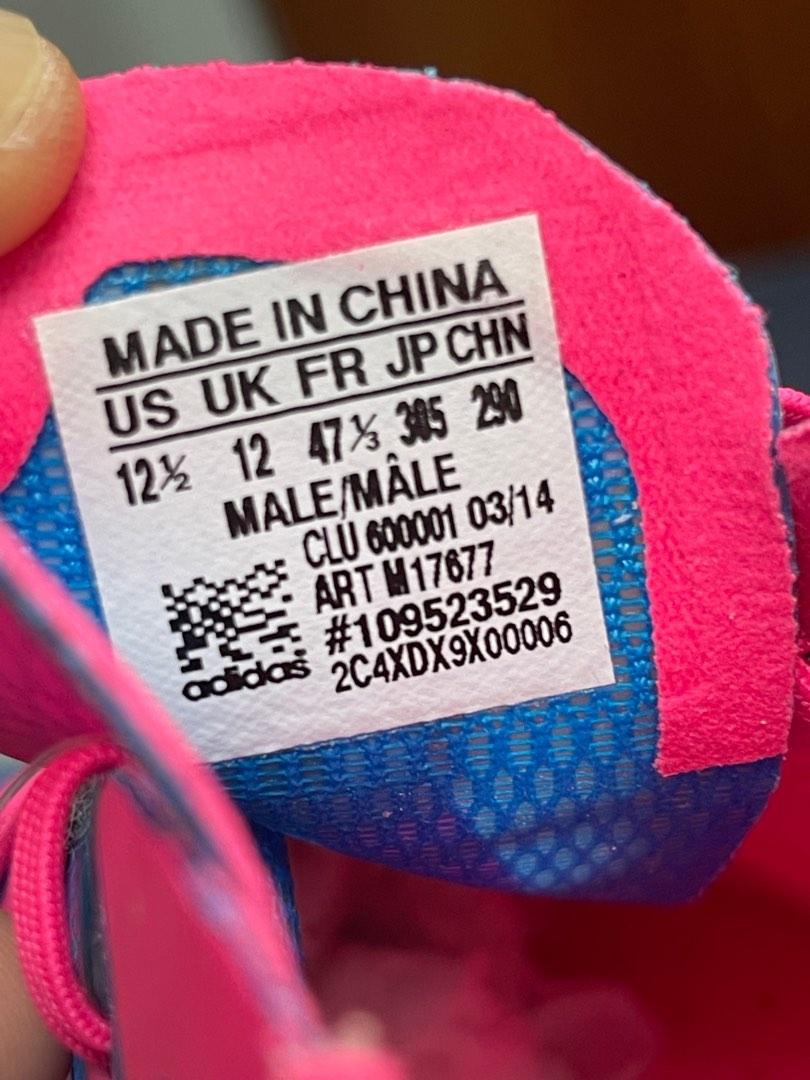 MADE IN CHINA
US UK FR JP CHN
12½ 12 47⅓ 305 290
MALE/MÂLE
CLU 600001 03/14
ART M17677
#109523529
adidas 2C4XDX9X00006